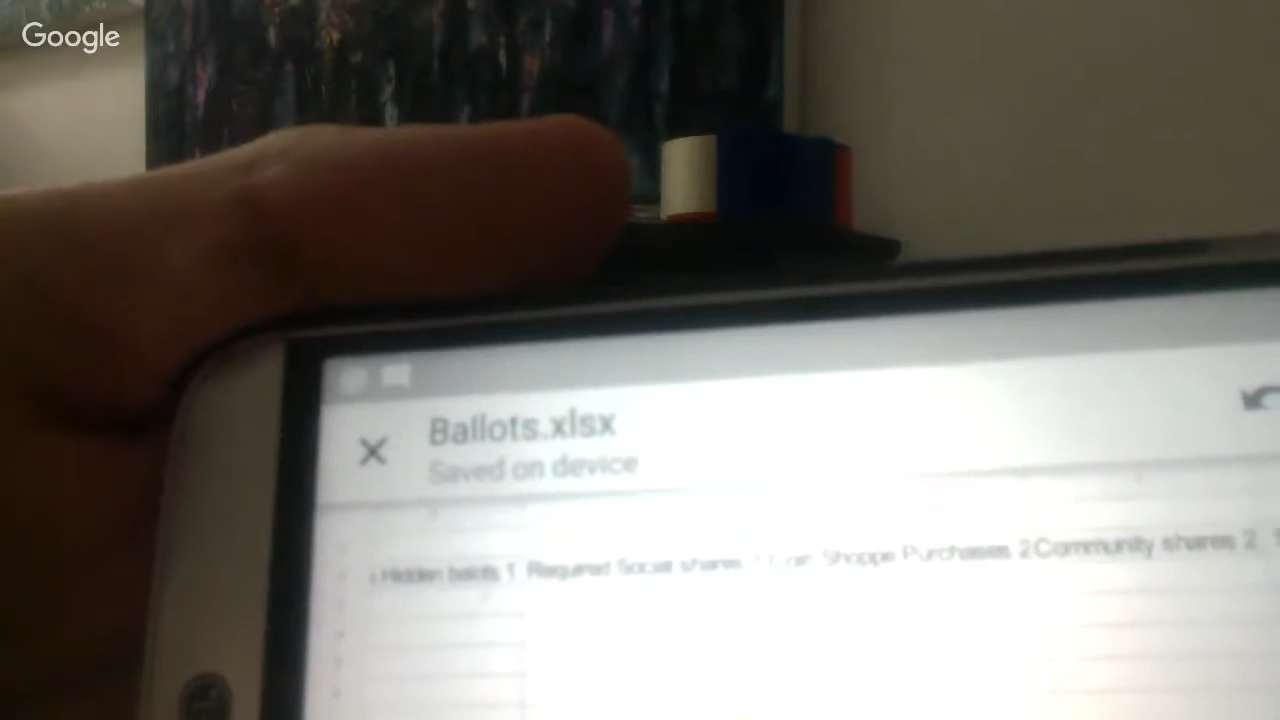 Google
Ballots.xlsx
Saved on device
Hidden ballots 1 Required Social shares Shoppe Purchases 2 Community shares 2